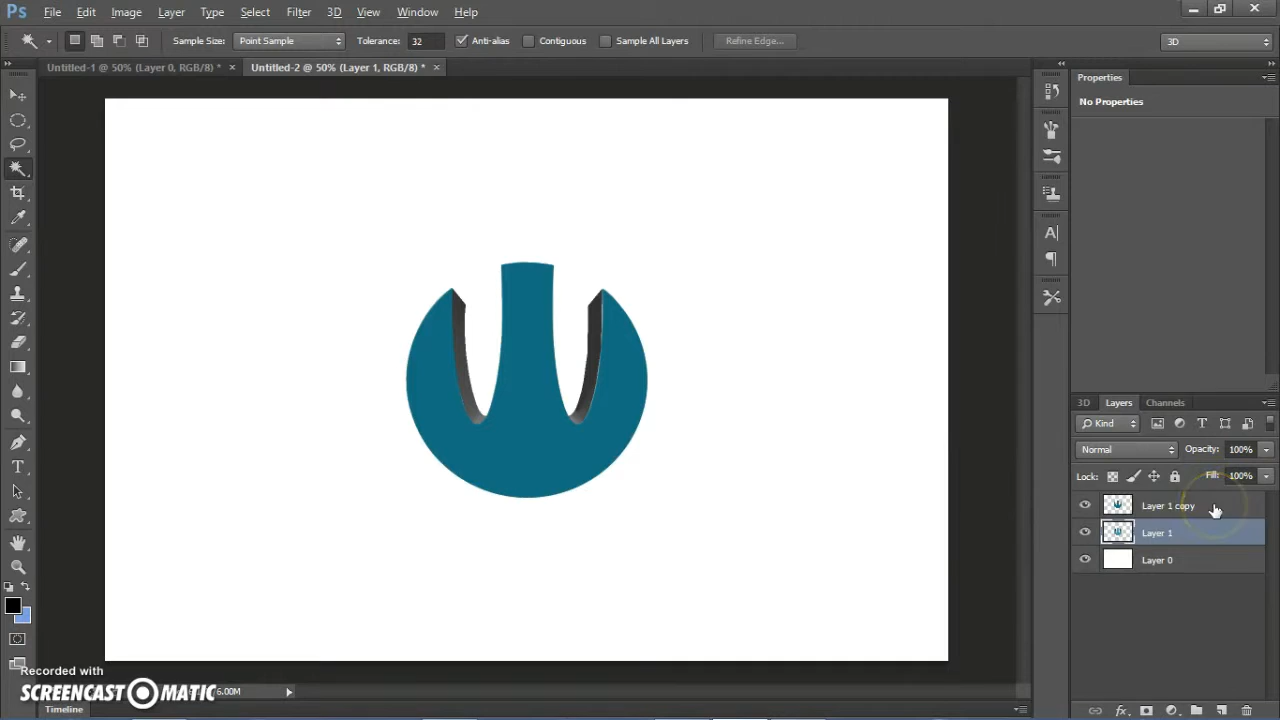 Ps File Edit Image Layer Type Select Filter 3D View Window Help
Sample Size: Point Sample Tolerance: 32 Anti-alias Contiguous Sample All Layers Refine Edge... 3D
Untitled-1 @ 50% (Layer 0, RGB/8) * × Untitled-2 @ 50% (Layer 1, RGB/8) * ×
Properties
No Properties
3D Layers Channels
Kind
Normal Opacity: 100%
Lock: Fill: 100%
Layer 1 copy
Layer 1
Layer 0
Recorded with
SCREENCAST-O-MATIC 6.00M
Timeline